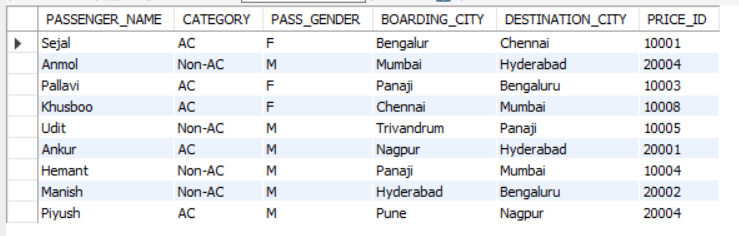 PASSENGER_NAME CATEGORY PASS_GENDER BOARDING_CITY DESTINATION_CITY PRICE_ID
Sejal AC F Bengalur Chennai 10001
Anmol Non-AC M Mumbai Hyderabad 20004
Pallavi AC F Panaji Bengaluru 10003
Khusboo AC F Chennai Mumbai 10008
Udit Non-AC M Trivandrum Panaji 10005
Ankur AC M Nagpur Hyderabad 20001
Hemant Non-AC M Panaji Mumbai 10004
Manish Non-AC M Hyderabad Bengaluru 20002
Piyush AC M Pune Nagpur 20004